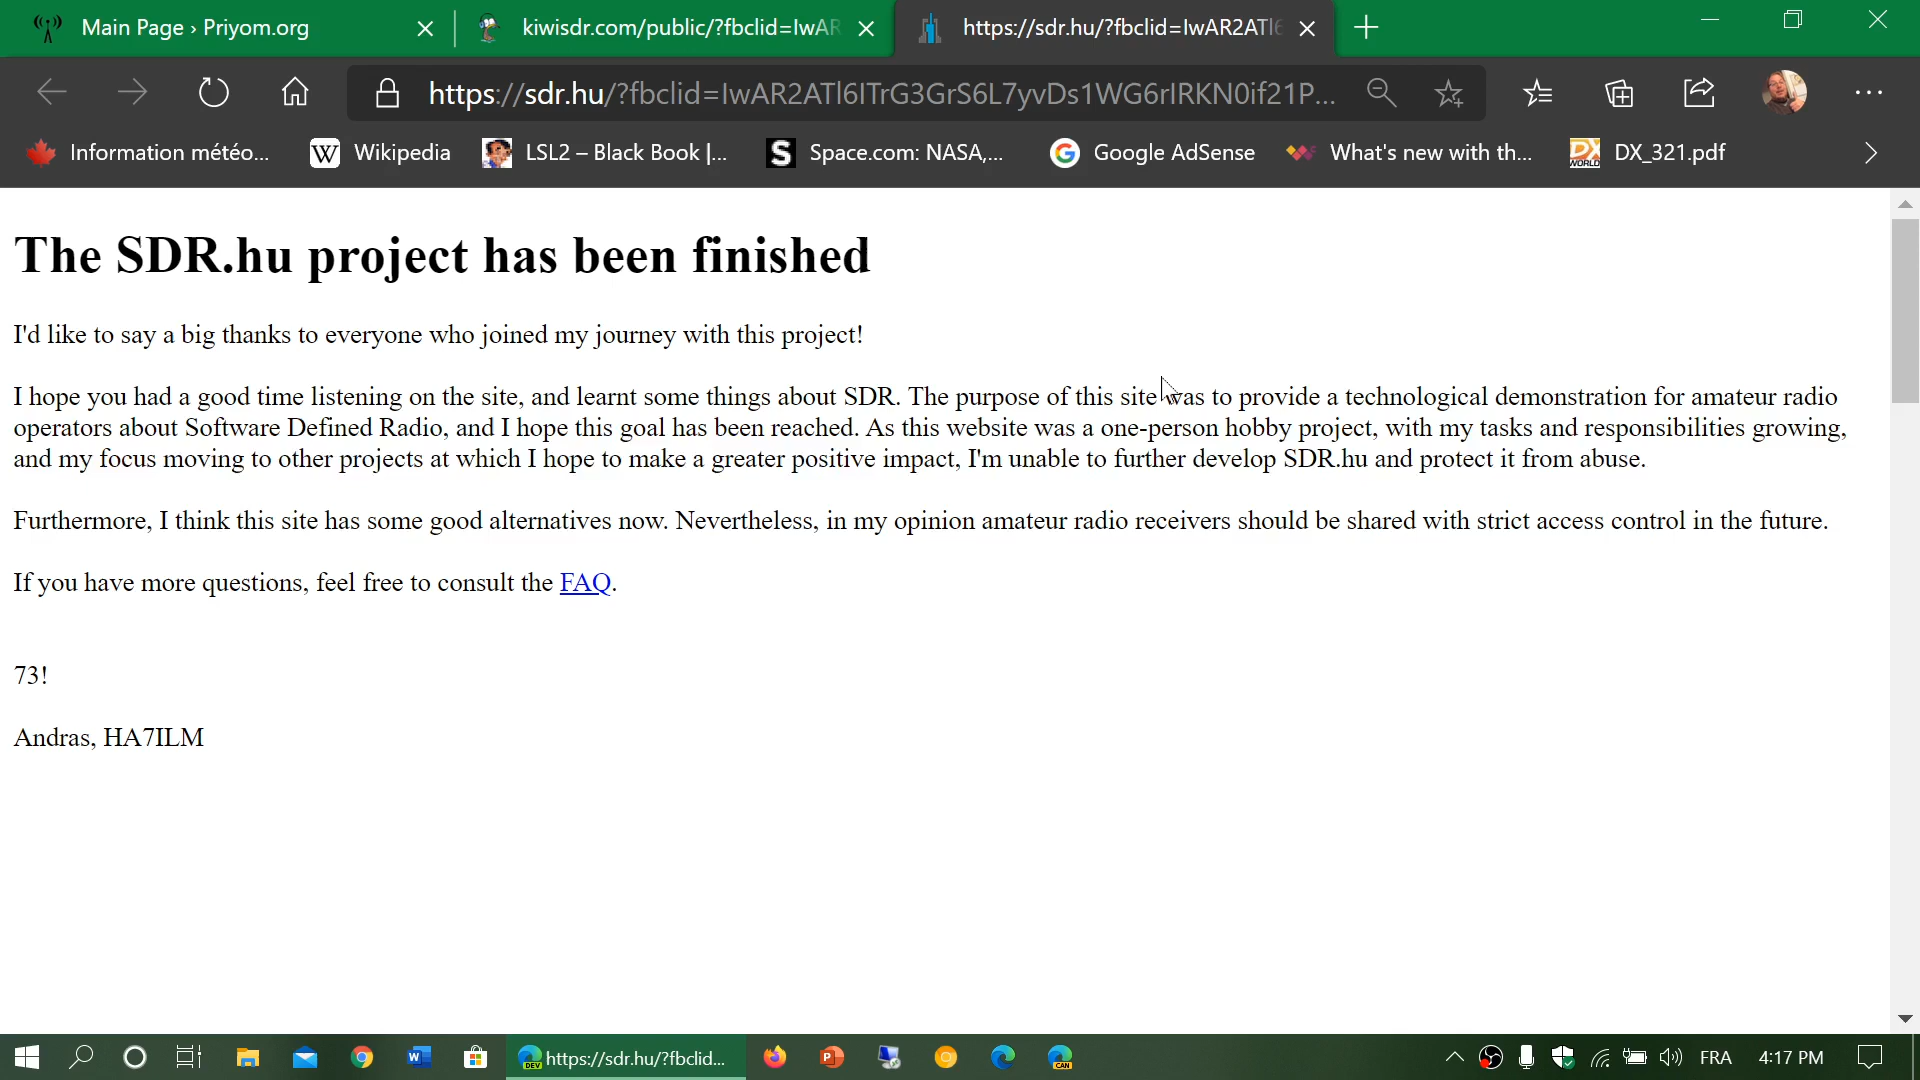 Main Page › Priyom.org
kiwisdr.com/public/?fbclid=IwAR
https://sdr.hu/?fbclid=IwAR2ATl6
https://sdr.hu/?fbclid=IwAR2ATl6ITrG3GrS6L7yvDs1WG6rIRKN0if21P...
Information météo...
W Wikipedia
LSL2 – Black Book |...
S Space.com: NASA,...
G Google AdSense
What's new with th...
DX WORLD DX_321.pdf
The SDR.hu project has been finished
I'd like to say a big thanks to everyone who joined my journey with this project!
I hope you had a good time listening on the site, and learnt some things about SDR. The purpose of this site was to provide a technological demonstration for amateur radio
operators about Software Defined Radio, and I hope this goal has been reached. As this website was a one-person hobby project, with my tasks and responsibilities growing,
and my focus moving to other projects at which I hope to make a greater positive impact, I'm unable to further develop SDR.hu and protect it from abuse.
Furthermore, I think this site has some good alternatives now. Nevertheless, in my opinion amateur radio receivers should be shared with strict access control in the future.
If you have more questions, feel free to consult the FAQ.
73!
Andras, HA7ILM
W
DEV https://sdr.hu/?fbclid...
P
CAN
FRA
4:17 PM